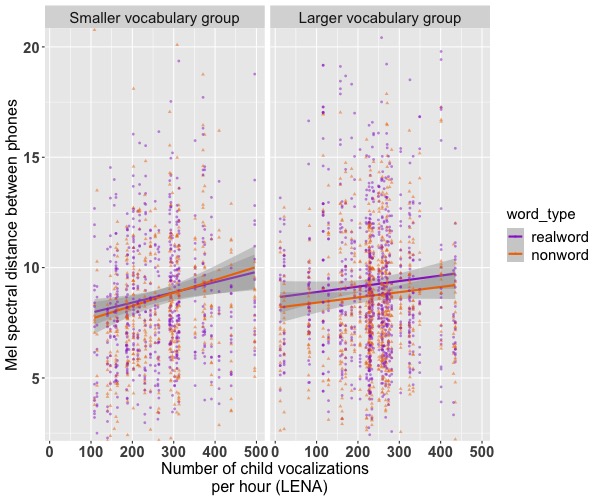 Smaller vocabulary group Larger vocabulary group
20
15
10
5
Mel spectral distance between phones
0 100 200 300 400 500 0 100 200 300 400 500
Number of child vocalizations
per hour (LENA)
word_type
realword
nonword